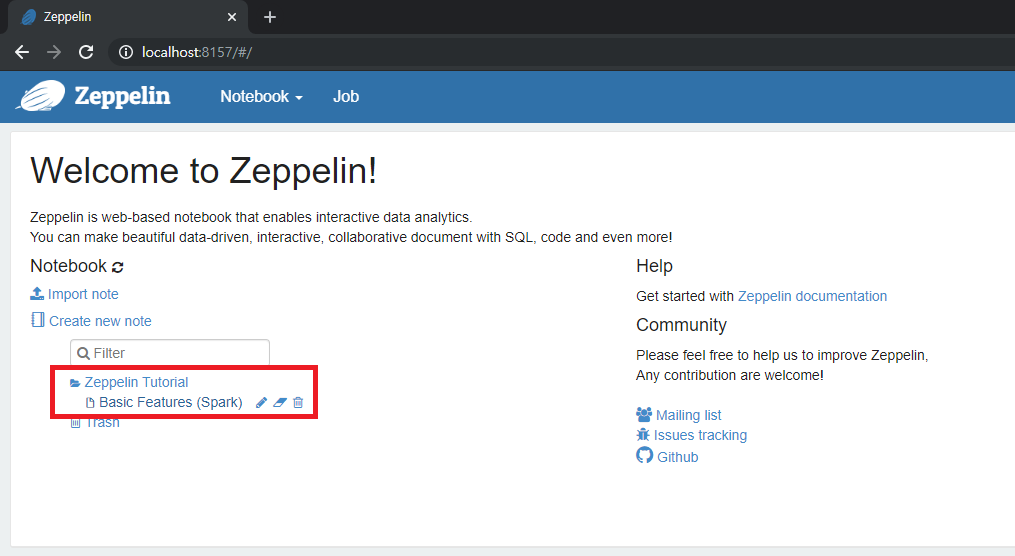 Zeppelin
localhost:8157/#/
Zeppelin Notebook Job
Welcome to Zeppelin!
Zeppelin is web-based notebook that enables interactive data analytics.
You can make beautiful data-driven, interactive, collaborative document with SQL, code and even more!
Notebook
Import note
Create new note
Filter
Zeppelin Tutorial
Basic Features (Spark)
Trash
Help
Get started with Zeppelin documentation
Community
Please feel free to help us to improve Zeppelin,
Any contribution are welcome!
Mailing list
Issues tracking
Github